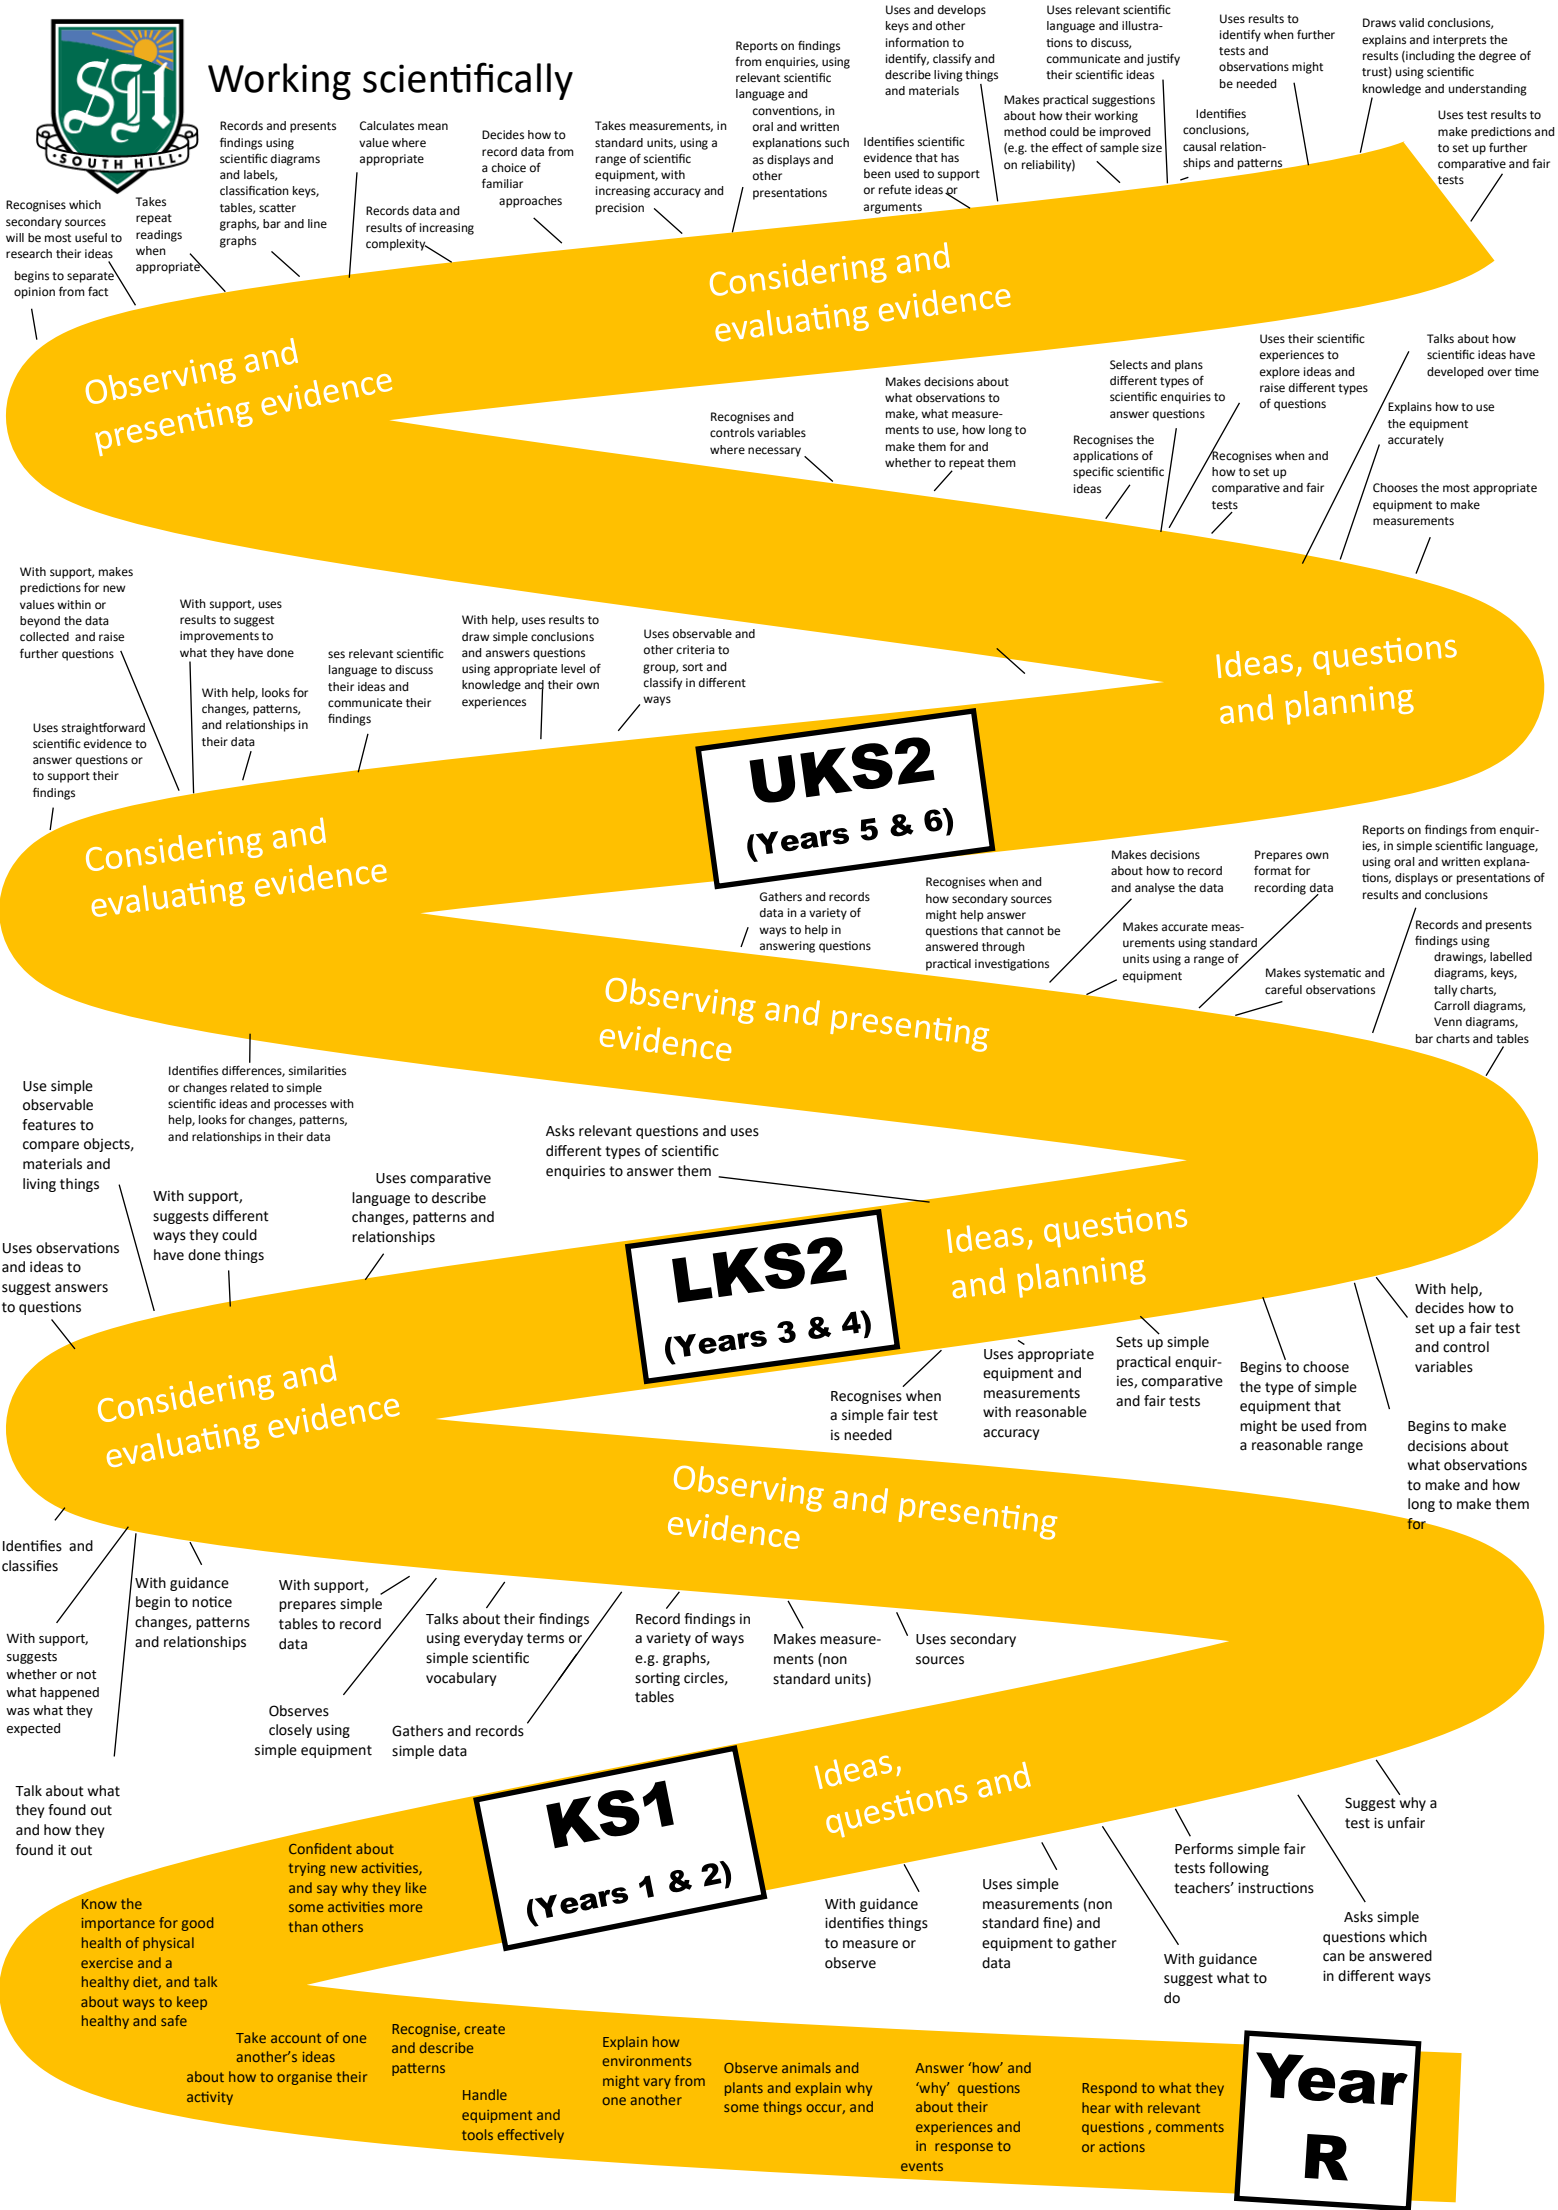 SH
SOUTH HILL
Working scientifically
Recognises which
secondary sources
will be most useful to
research their ideas
begins to separate
opinion from fact
Takes
repeat
readings
when
appropriate
Records and presents
findings using
scientific diagrams
and labels,
classification keys,
tables, scatter
graphs, bar and line
graphs
Calculates mean
value where
appropriate
Records data and
results of increasing
complexity
Decides how to
record data from
a choice of
familiar
approaches
Takes measurements, in
standard units, using a
range of scientific
equipment, with
increasing accuracy and
precision
Reports on findings
from enquiries, using
relevant scientific
language and
conventions, in
oral and written
explanations such
as displays and
other
presentations
Uses and develops
keys and other
information to
identify, classify and
describe living things
and materials
Identifies scientific
evidence that has
been used to support
or refute ideas or
arguments
Uses relevant scientific
language and illustra-
tions to discuss,
communicate and justify
their scientific ideas
Makes practical suggestions
about how their working
method could be improved
(e.g. the effect of sample size
on reliability)
Uses results to
identify when further
tests and
observations might
be needed
Identifies
conclusions,
causal relation-
ships and patterns
Draws valid conclusions,
explains and interprets the
results (including the degree of
trust) using scientific
knowledge and understanding
Uses test results to
make predictions and
to set up further
comparative and fair
tests
Considering and
evaluating evidence
Observing and
presenting evidence
Recognises and
controls variables
where necessary
Makes decisions about
what observations to
make, what measure-
ments to use, how long to
make them for and
whether to repeat them
Selects and plans
different types of
scientific enquiries to
answer questions
Recognises the
applications of
specific scientific
ideas
Uses their scientific
experiences to
explore ideas and
raise different types
of questions
Recognises when and
how to set up
comparative and fair
tests
Talks about how
scientific ideas have
developed over time
Explains how to use
the equipment
accurately
Chooses the most appropriate
equipment to make
measurements
Ideas, questions
and planning
With support, makes
predictions for new
values within or
beyond the data
collected and raise
further questions
With support, uses
results to suggest
improvements to
what they have done
With help, looks for
changes, patterns,
and relationships in
their data
ses relevant scientific
language to discuss
their ideas and
communicate their
findings
With help, uses results to
draw simple conclusions
and answers questions
using appropriate level of
knowledge and their own
experiences
Uses observable and
other criteria to
group, sort and
classify in different
ways
Uses straightforward
scientific evidence to
answer questions or
to support their
findings
UKS2
(Years 5 & 6)
Considering and
evaluating evidence
Gathers and records
data in a variety of
ways to help in
answering questions
Recognises when and
how secondary sources
might help answer
questions that cannot be
answered through
practical investigations
Makes decisions
about how to record
and analyse the data
Makes accurate meas-
urements using standard
units using a range of
equipment
Prepares own
format for
recording data
Makes systematic and
careful observations
Reports on findings from enquir-
ies, in simple scientific language,
using oral and written explana-
tions, displays or presentations of
results and conclusions
Records and presents
findings using
drawings, labelled
diagrams, keys,
tally charts,
Carroll diagrams,
Venn diagrams,
bar charts and tables
Observing and presenting
evidence
Identifies differences, similarities
or changes related to simple
scientific ideas and processes with
help, looks for changes, patterns,
and relationships in their data
Use simple
observable
features to
compare objects,
materials and
living things
With support,
suggests different
ways they could
have done things
Uses comparative
language to describe
changes, patterns and
relationships
Asks relevant questions and uses
different types of scientific
enquiries to answer them
Uses observations
and ideas to
suggest answers
to questions
LKS2
(Years 3 & 4)
Ideas, questions
and planning
Considering and
evaluating evidence
Recognises when
a simple fair test
is needed
Uses appropriate
equipment and
measurements
with reasonable
accuracy
Sets up simple
practical enquir-
ies, comparative
and fair tests
Begins to choose
the type of simple
equipment that
might be used from
a reasonable range
With help,
decides how to
set up a fair test
and control
variables
Begins to make
decisions about
what observations
to make and how
long to make them
for
Observing and presenting
evidence
Identifies and
classifies
With support,
suggests
whether or not
what happened
was what they
expected
With guidance
begin to notice
changes, patterns
and relationships
With support,
prepares simple
tables to record
data
Observes
closely using
simple equipment
Talks about their findings
using everyday terms or
simple scientific
vocabulary
Gathers and records
simple data
Record findings in
a variety of ways
e.g. graphs,
sorting circles,
tables
Makes measure-
ments (non
standard units)
Uses secondary
sources
Talk about what
they found out
and how they
found it out
KS1
(Years 1 & 2)
Ideas,
questions and
With guidance
identifies things
to measure or
observe
Uses simple
measurements (non
standard fine) and
equipment to gather
data
With guidance
suggest what to
do
Performs simple fair
tests following
teachers’ instructions
Suggest why a
test is unfair
Asks simple
questions which
can be answered
in different ways
Confident about
trying new activities,
and say why they like
some activities more
than others
Know the
importance for good
health of physical
exercise and a
healthy diet, and talk
about ways to keep
healthy and safe
Take account of one
another’s ideas
about how to organise their
activity
Recognise, create
and describe
patterns
Handle
equipment and
tools effectively
Explain how
environments
might vary from
one another
Observe animals and
plants and explain why
some things occur, and
Answer ‘how’ and
‘why’ questions
about their
experiences and
in response to
events
Respond to what they
hear with relevant
questions , comments
or actions
Year
R